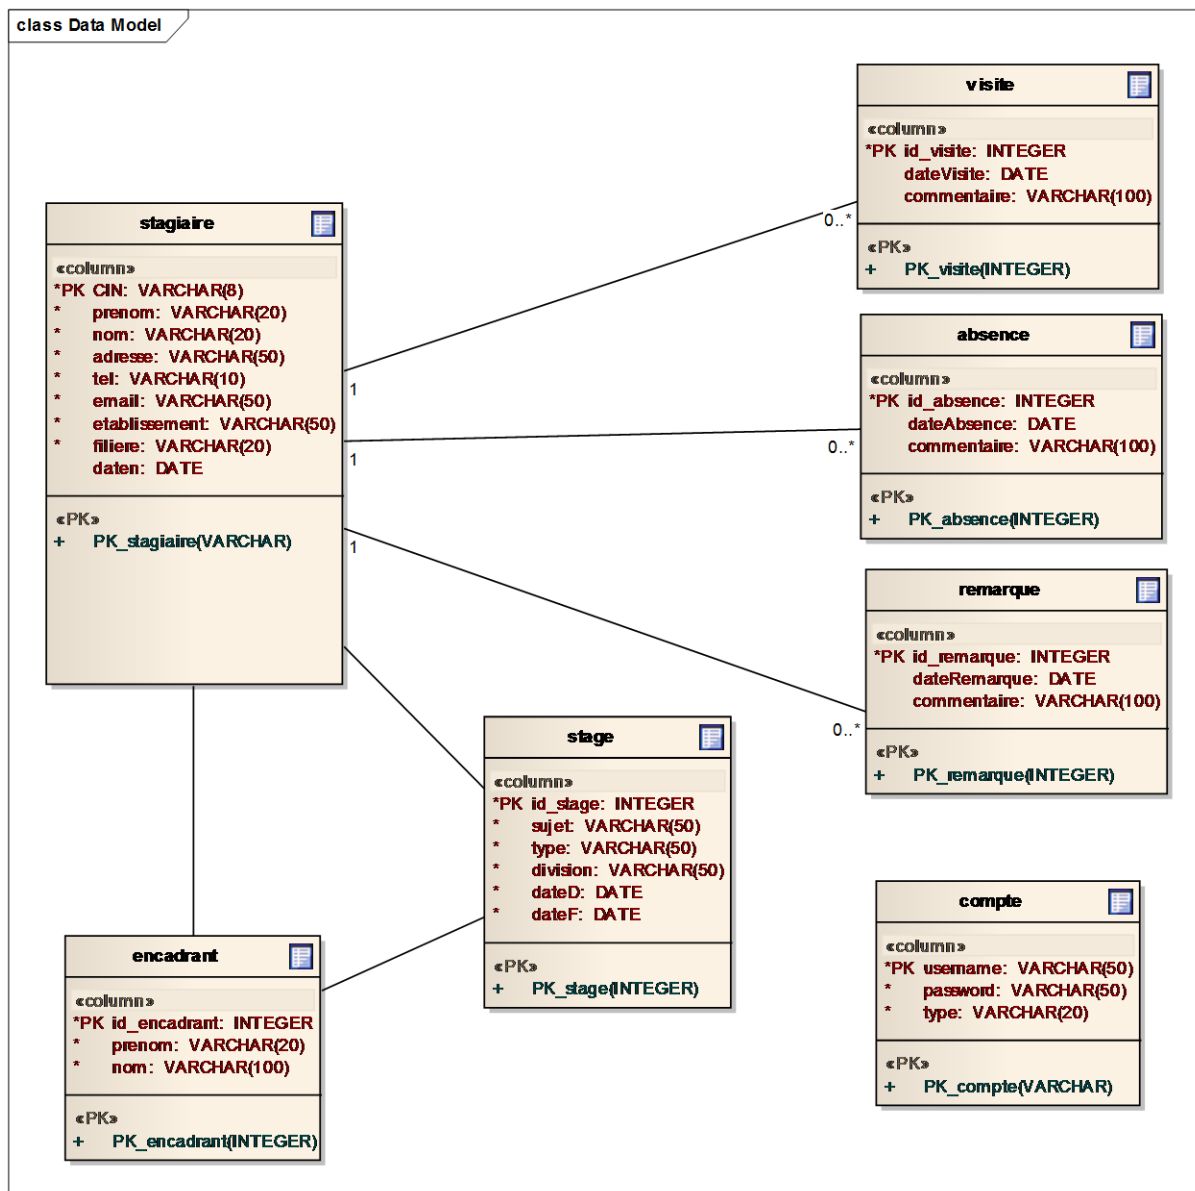 class Data Model
visite
«column»
*PK id_visite: INTEGER
dateVisite: DATE
commentaire: VARCHAR(100)
«PK»
+ PK_visite(INTEGER)
0..*
stagiaire
«column»
*PK CIN: VARCHAR(8)
* prenom: VARCHAR(20)
* nom: VARCHAR(20)
* adresse: VARCHAR(50)
* tel: VARCHAR(10)
* email: VARCHAR(50)
* etablissement: VARCHAR(50)
* filiere: VARCHAR(20)
daten: DATE
«PK»
+ PK_stagiaire(VARCHAR)
1
1
1
absence
«column»
*PK id_absence: INTEGER
dateAbsence: DATE
commentaire: VARCHAR(100)
«PK»
+ PK_absence(INTEGER)
0..*
remarque
«column»
*PK id_remarque: INTEGER
dateRemarque: DATE
commentaire: VARCHAR(100)
«PK»
+ PK_remarque(INTEGER)
0..*
stage
«column»
*PK id_stage: INTEGER
* sujet: VARCHAR(50)
* type: VARCHAR(50)
* division: VARCHAR(50)
* dateD: DATE
* dateF: DATE
«PK»
+ PK_stage(INTEGER)
compte
«column»
*PK username: VARCHAR(50)
* password: VARCHAR(50)
* type: VARCHAR(20)
«PK»
+ PK_compte(VARCHAR)
encadrant
«column»
*PK id_encadrant: INTEGER
* prenom: VARCHAR(20)
* nom: VARCHAR(100)
«PK»
+ PK_encadrant(INTEGER)